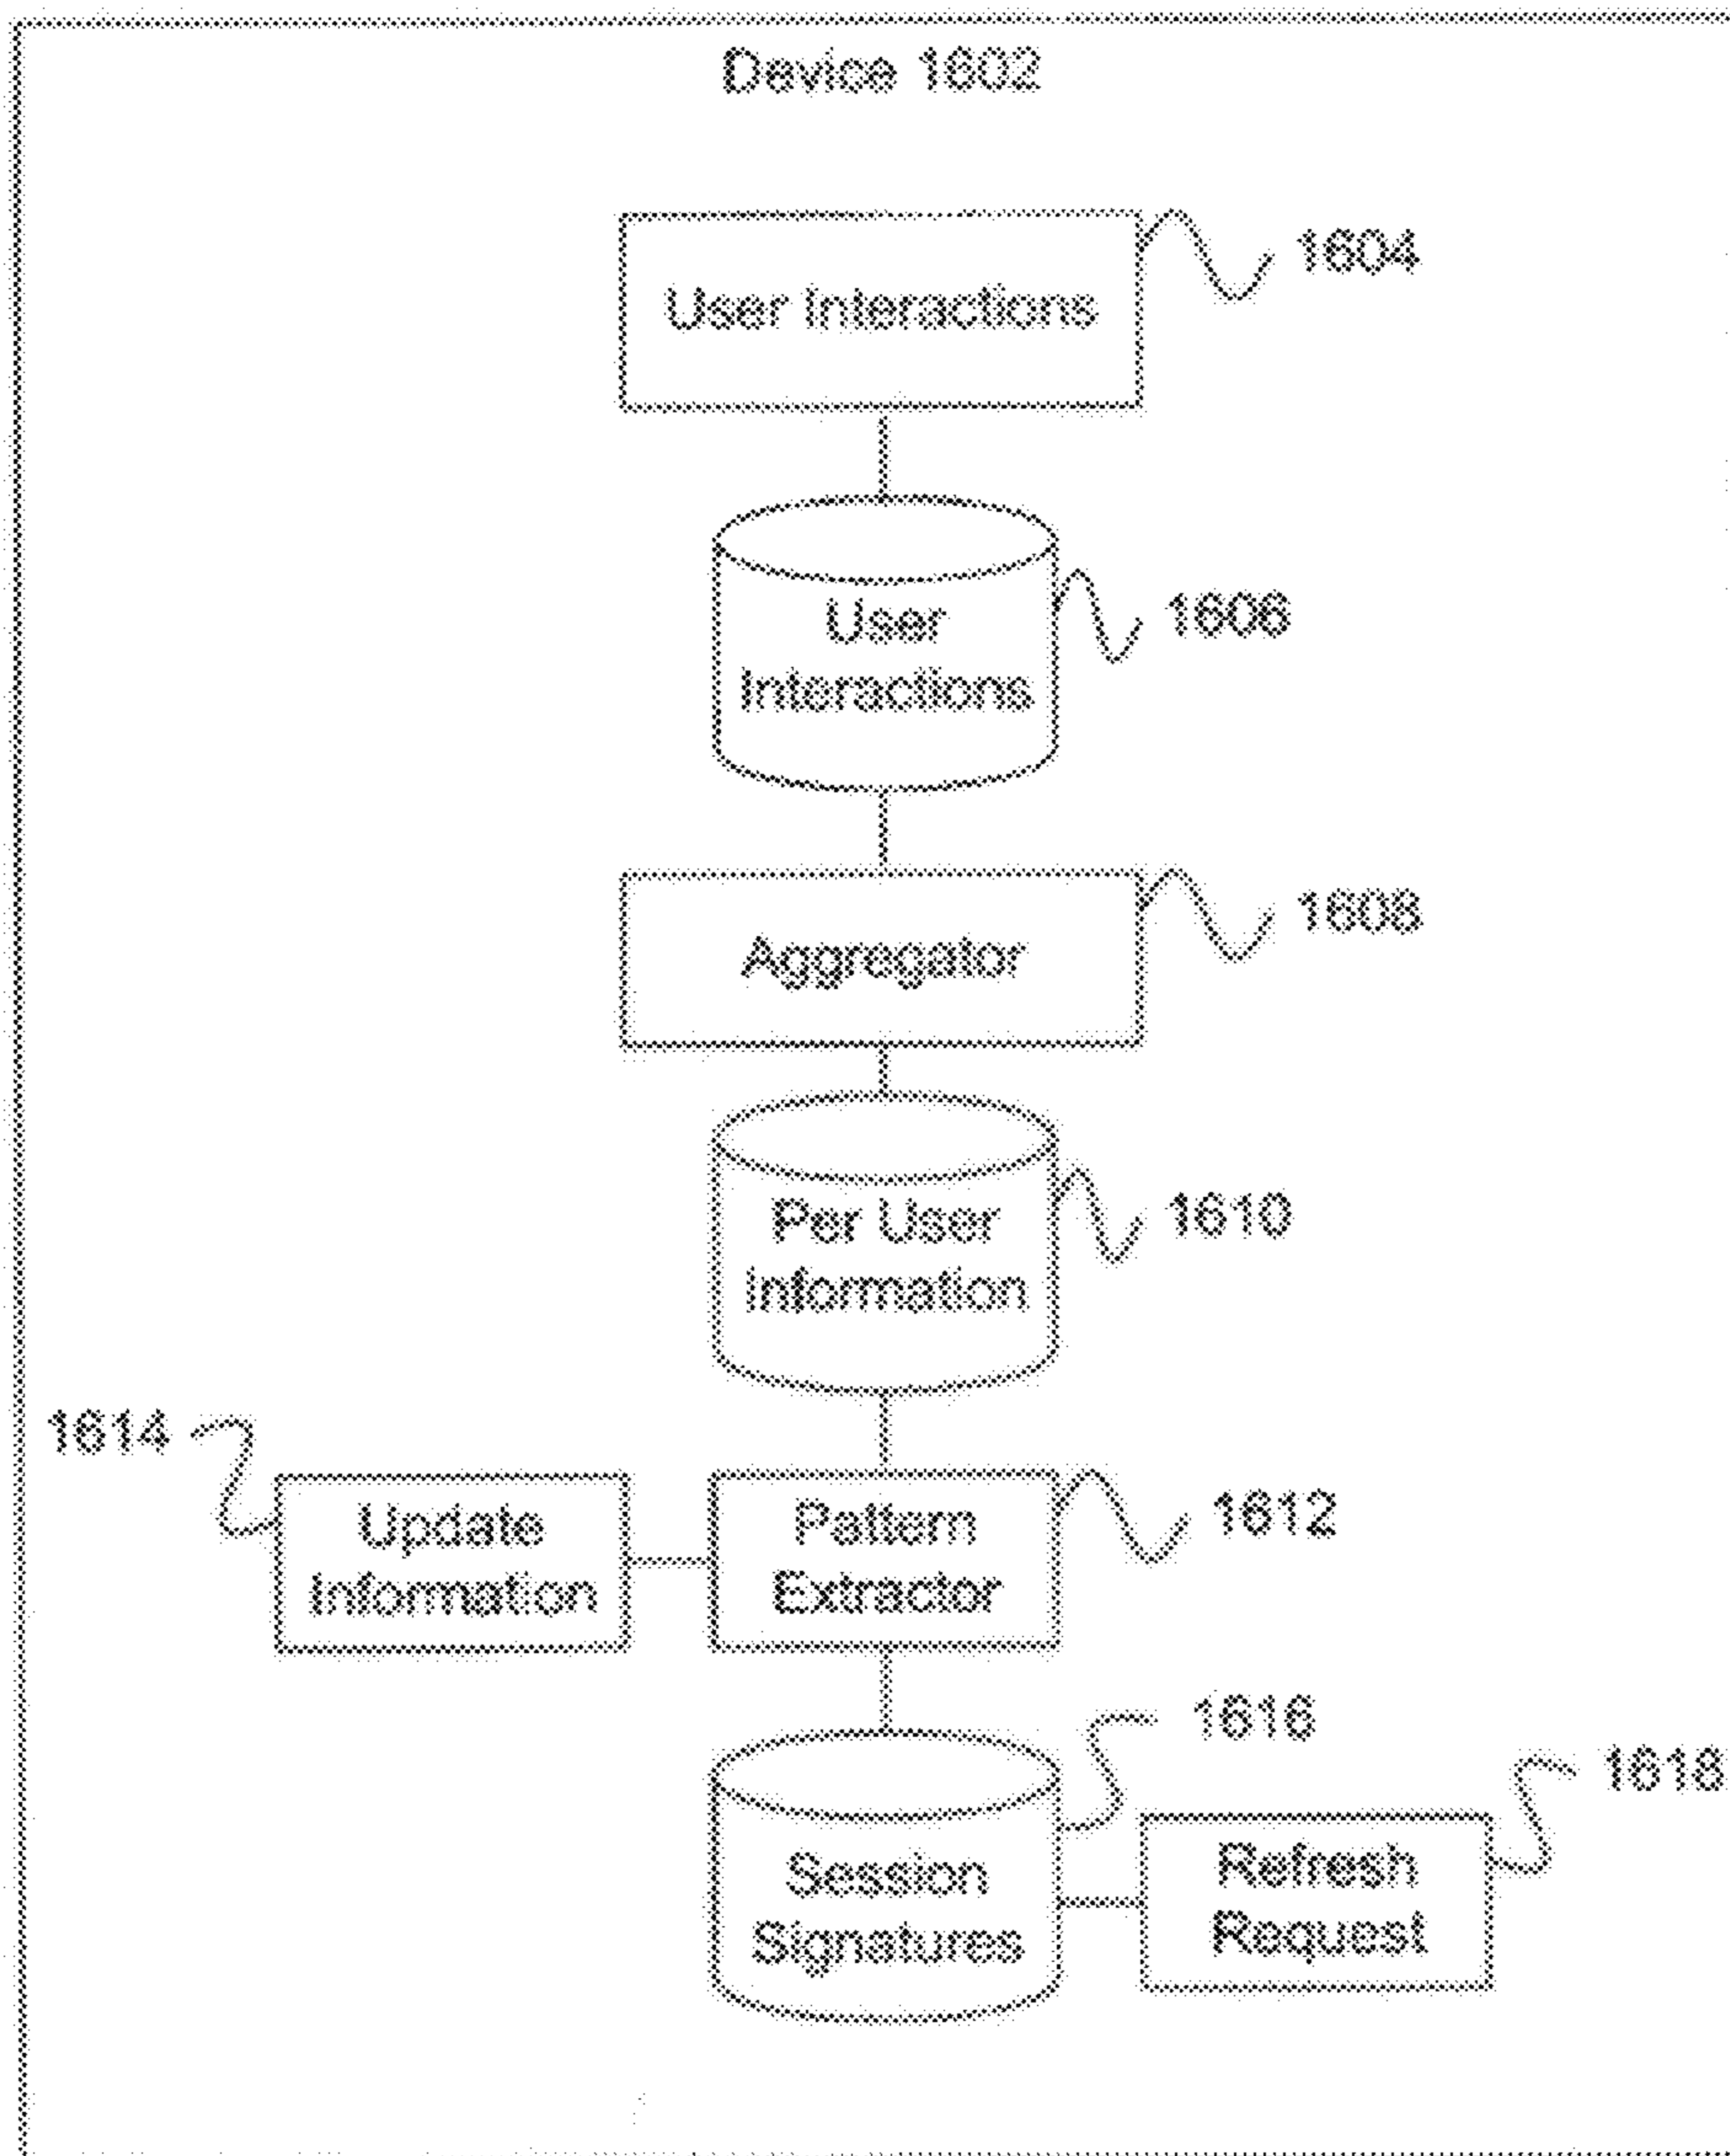 Device 1602
User Interactions
1604
User
Interactions
1606
Aggregator
1608
Per User
Information
1610
1614
Update
Information
Pattern
Extractor
1612
1616
1618
Session
Signatures
Refresh
Request